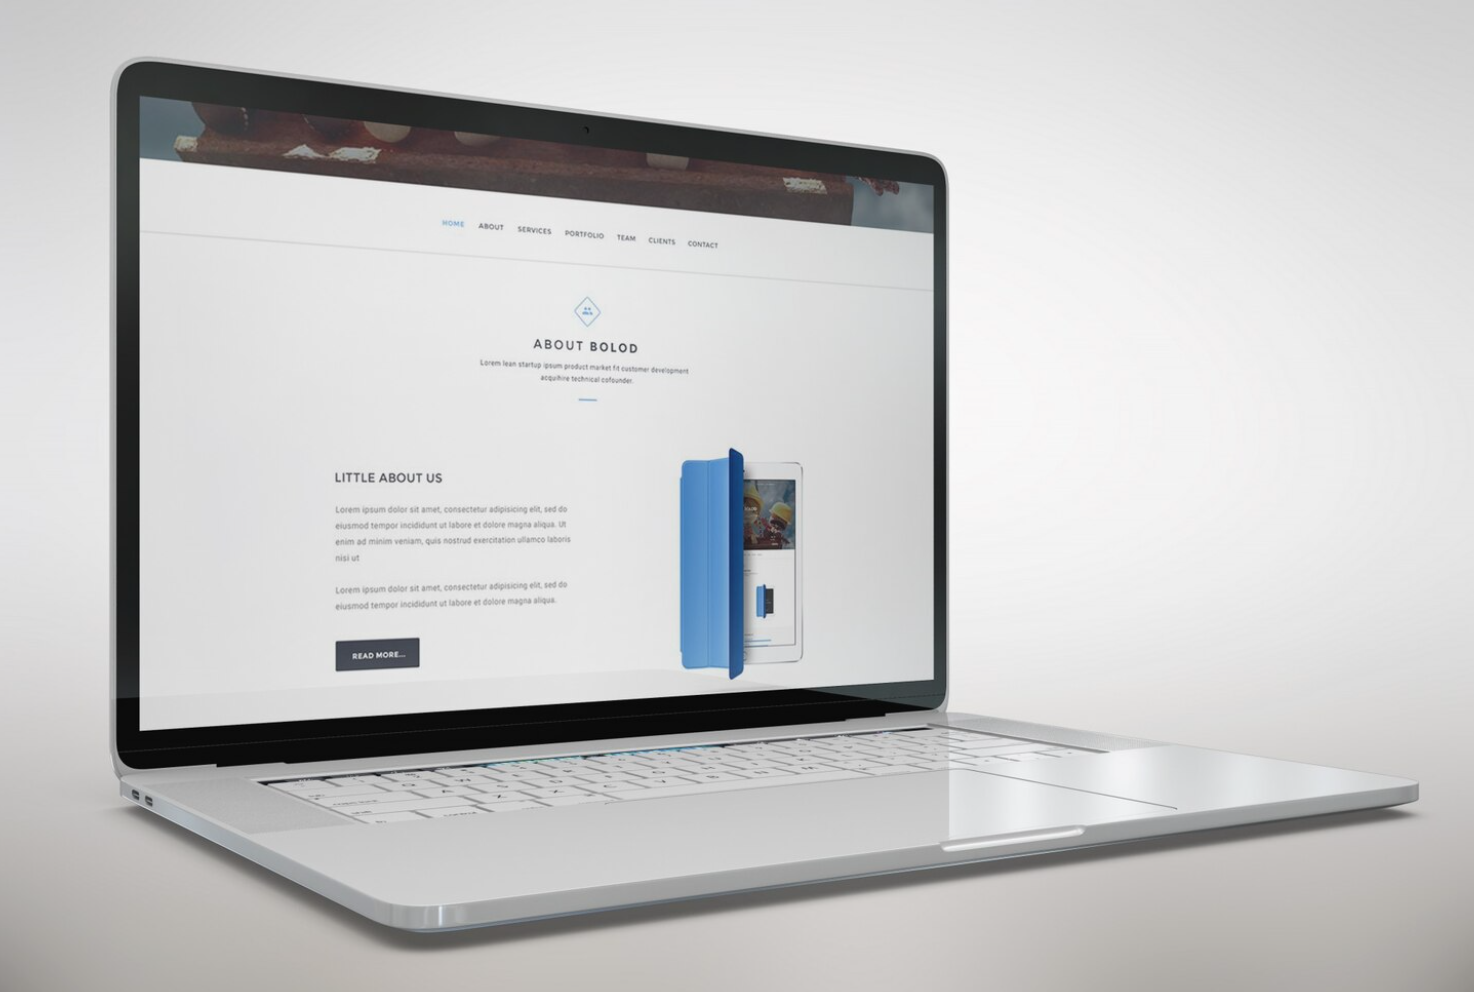 HOME ABOUT SERVICES PORTFOLIO TEAM CLIENTS CONTACT
ABOUT BOLOD
Lorem lean startup ipsum product market fit customer development
acquihire technical cofounder.
LITTLE ABOUT US
Lorem ipsum dolor sit amet, consectetur adipisicing elit, sed do
eiusmod tempor incididunt ut labore et dolore magna aliqua. Ut
enim ad minim veniam, quis nostrud exercitation ullamco laboris
nisi ut
Lorem ipsum dolor sit amet, consectetur adipisicing elit, sed do
eiusmod tempor incididunt ut labore et dolore magna aliqua.
READ MORE...